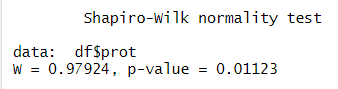 Shapiro-Wilk normality test
data:  df$prot
W = 0.97924, p-value = 0.01123